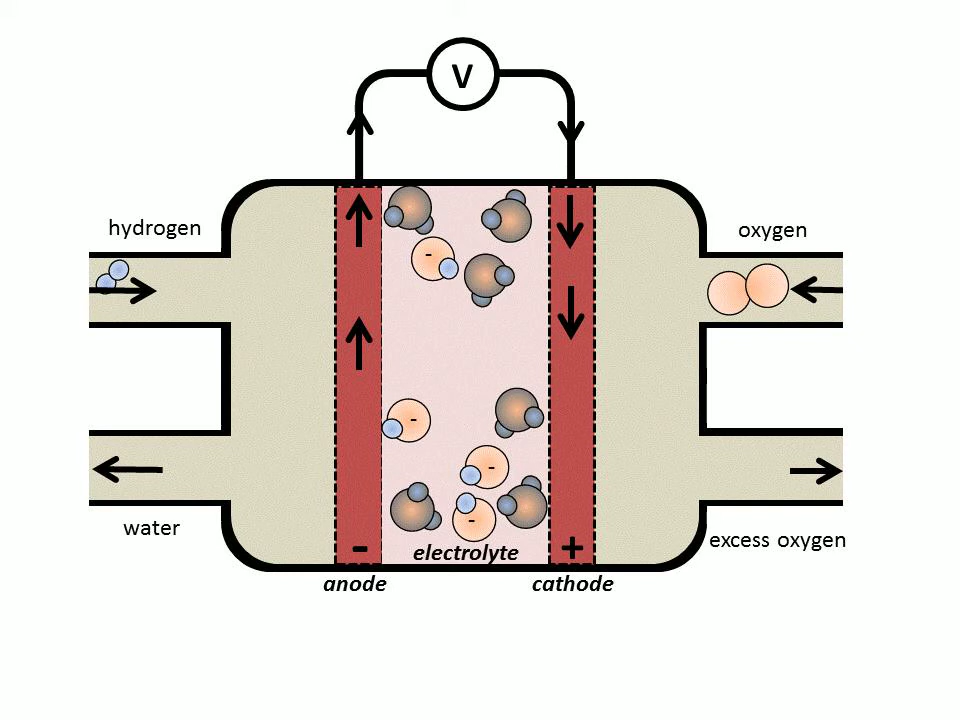 V
hydrogen
oxygen
-
-
-
-
water
excess oxygen
- electrolyte +
anode cathode